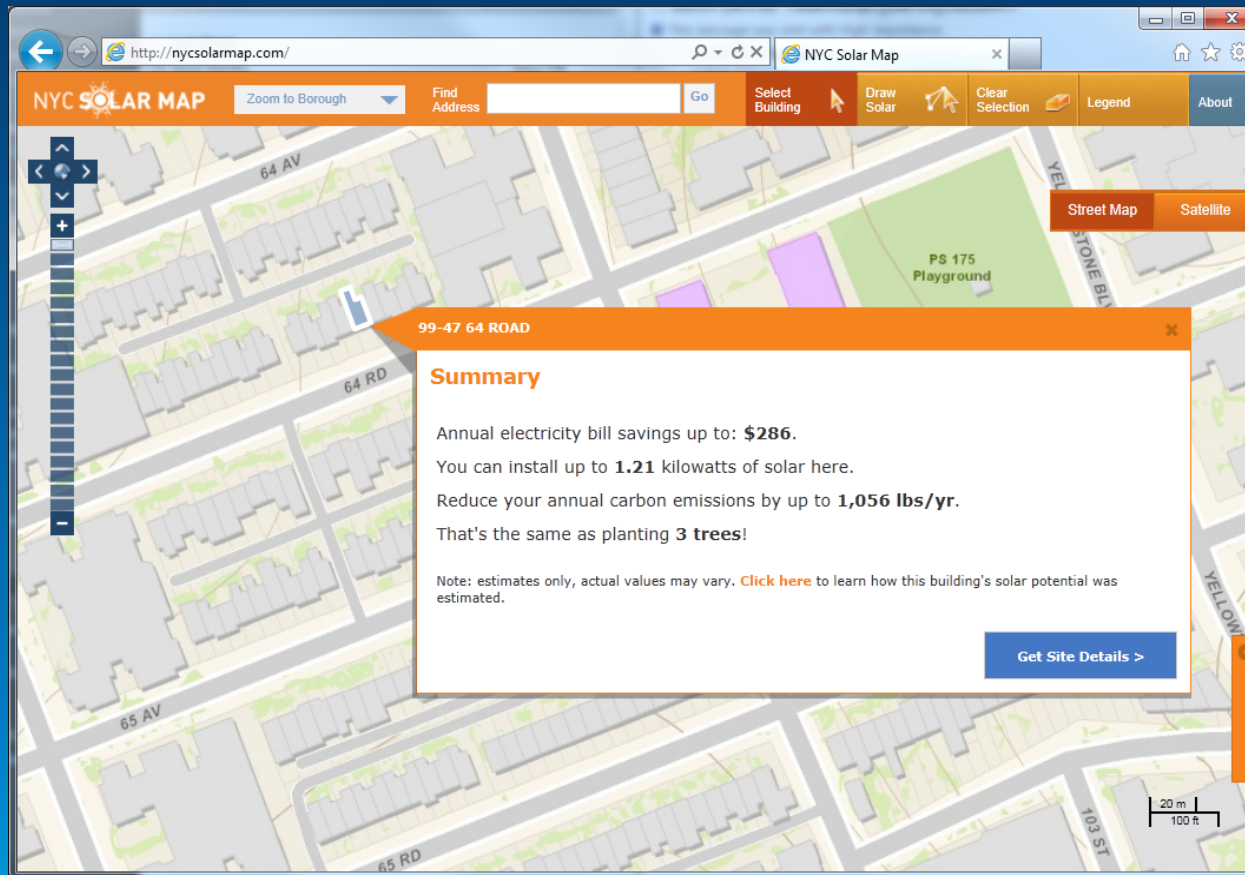 http://nycsolarmap.com/
NYC Solar Map
NYC SOLAR MAP
Zoom to Borough
Find
Address
Go
Select
Building
Draw
Solar
Clear
Selection
Legend
About
64 AV
Street Map
Satellite
PS 175
Playground
99-47 64 ROAD
64 RD
Summary
Annual electricity bill savings up to: $286.
You can install up to 1.21 kilowatts of solar here.
Reduce your annual carbon emissions by up to 1,056 lbs/yr.
That's the same as planting 3 trees!
Note: estimates only, actual values may vary. Click here to learn how this building's solar potential was
estimated.
Get Site Details >
65 AV
20 m
100 ft
103 ST
65 RD